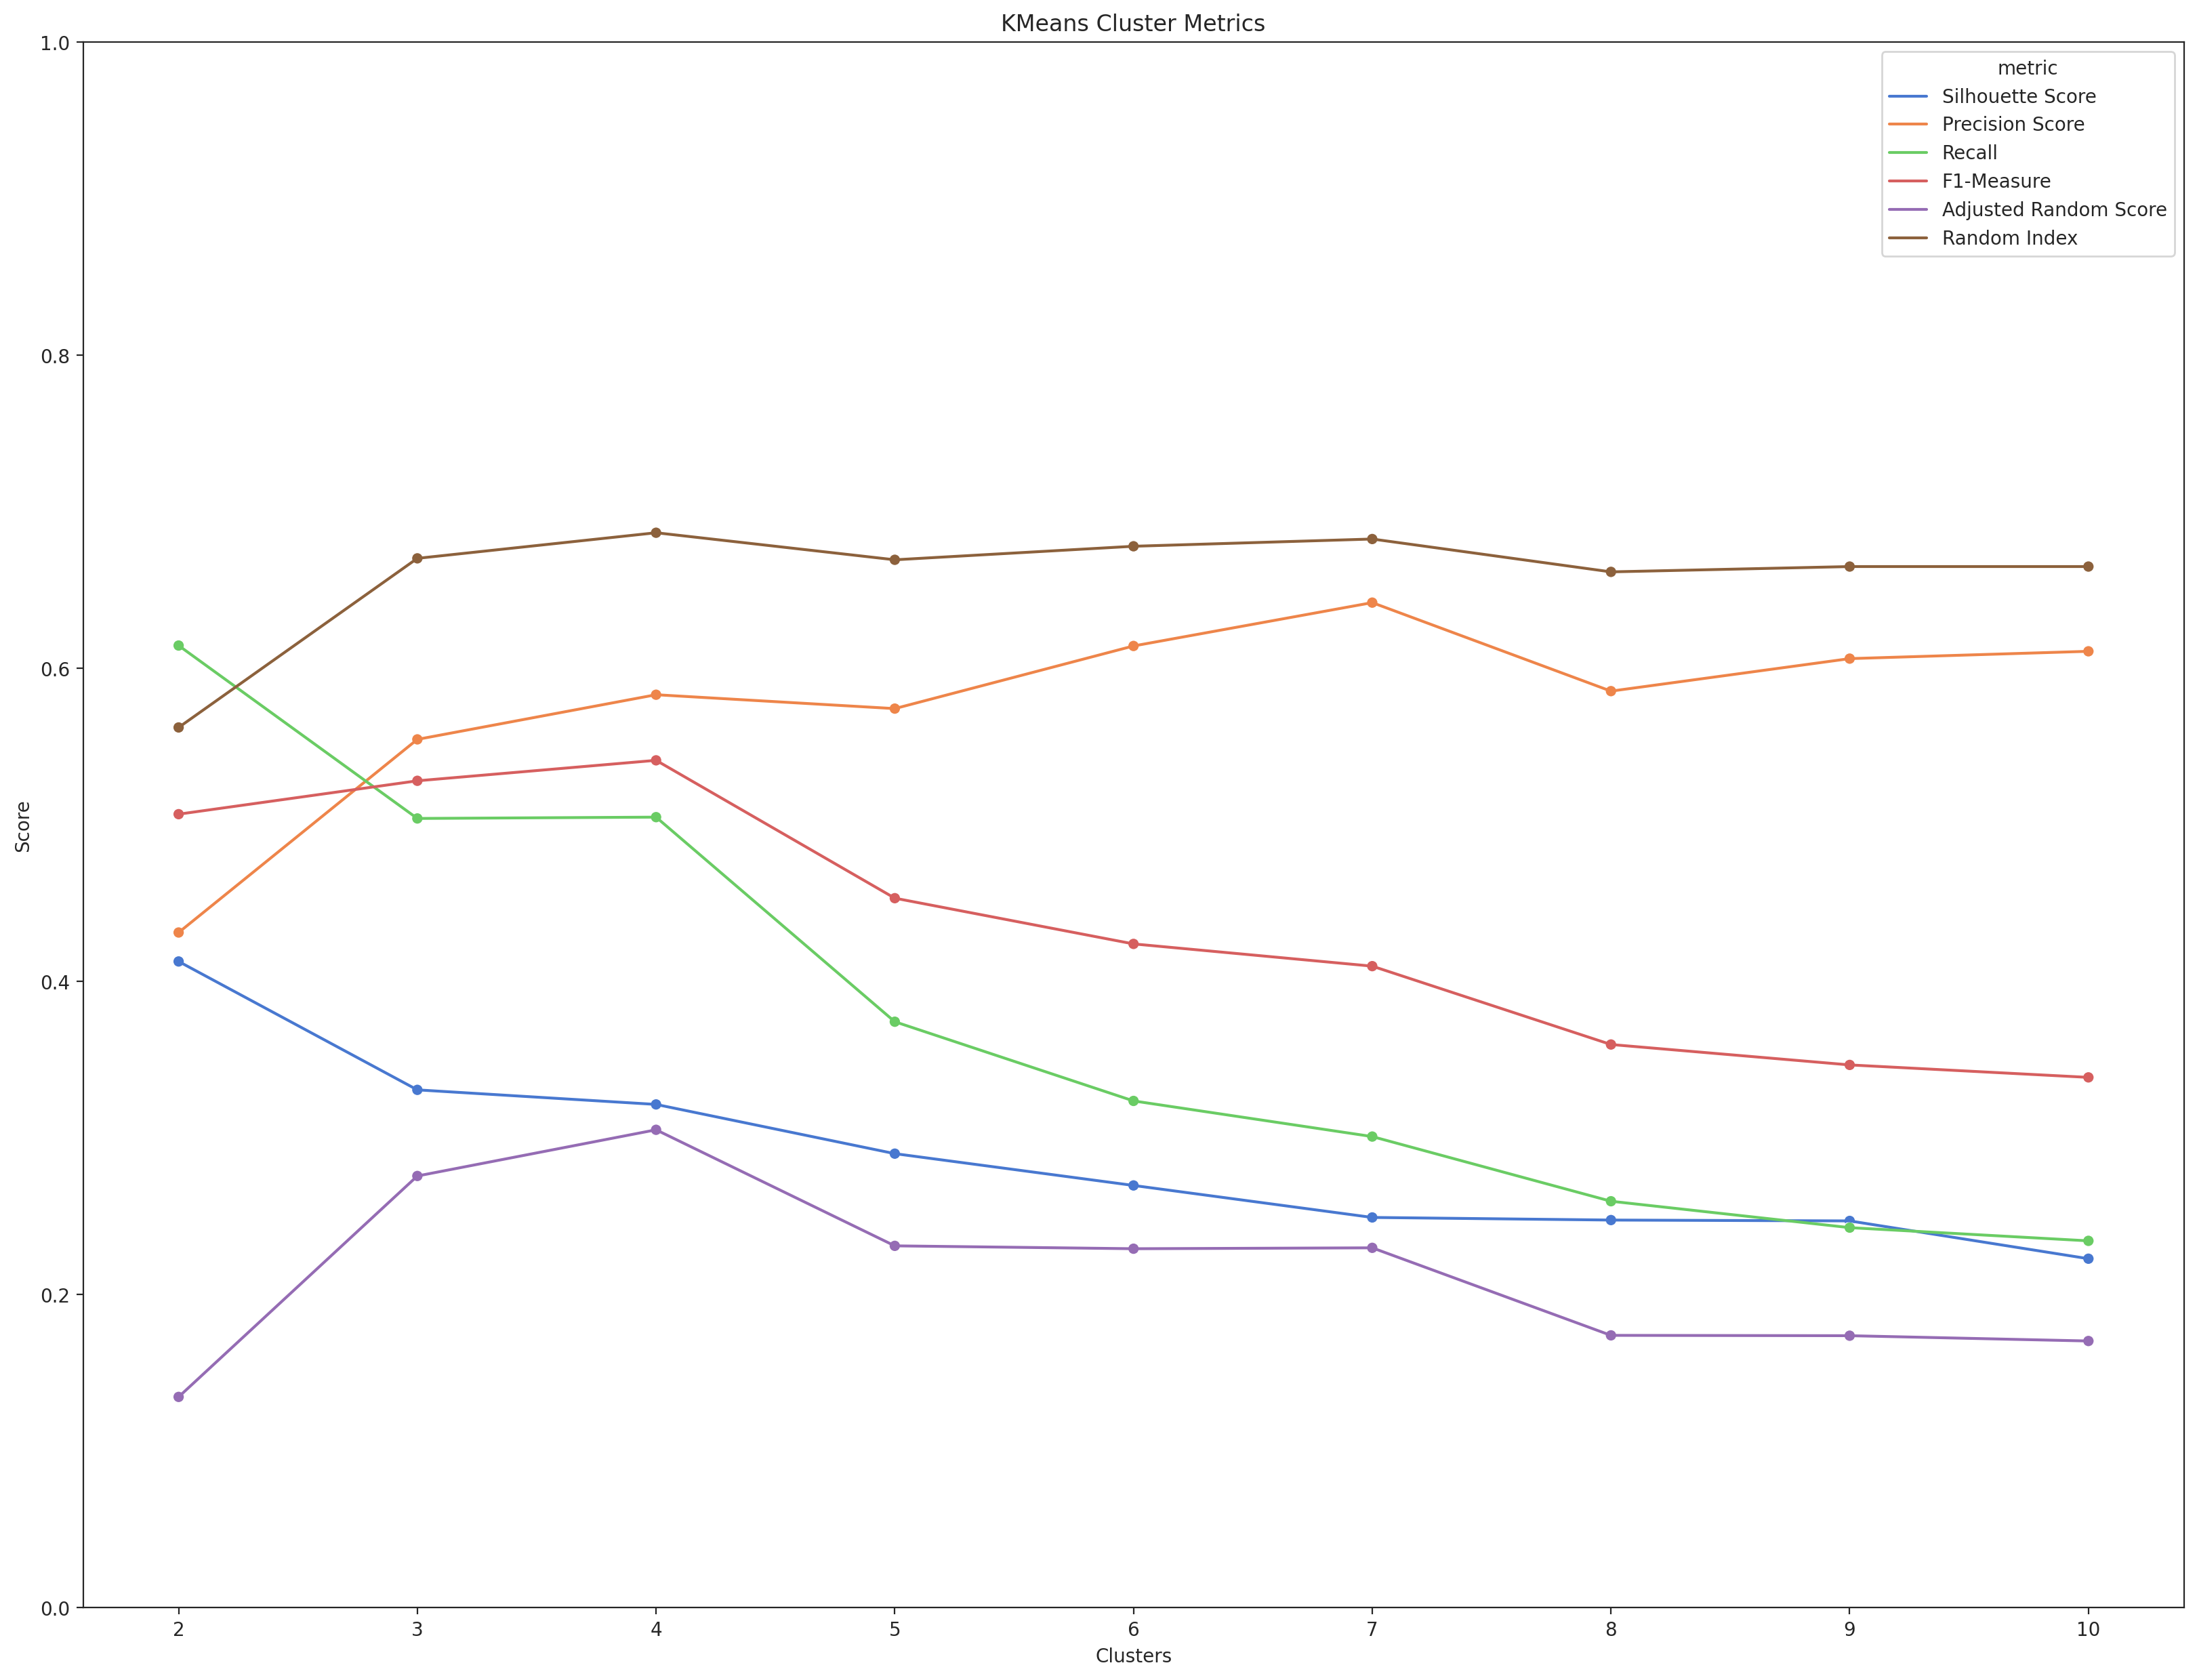 KMeans Cluster Metrics
1.0
0.8
0.6
0.4
0.2
0.0
Score
metric
Silhouette Score
Precision Score
Recall
F1-Measure
Adjusted Random Score
Random Index
2 3 4 5 6 7 8 9 10
Clusters